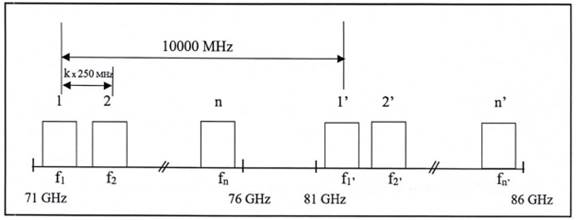 10000 MHz
k x 250 MHz
1 2 n 1’ 2’ n’
f1 f2 fn f1’ f2’ fn’
71 GHz 76 GHz 81 GHz 86 GHz